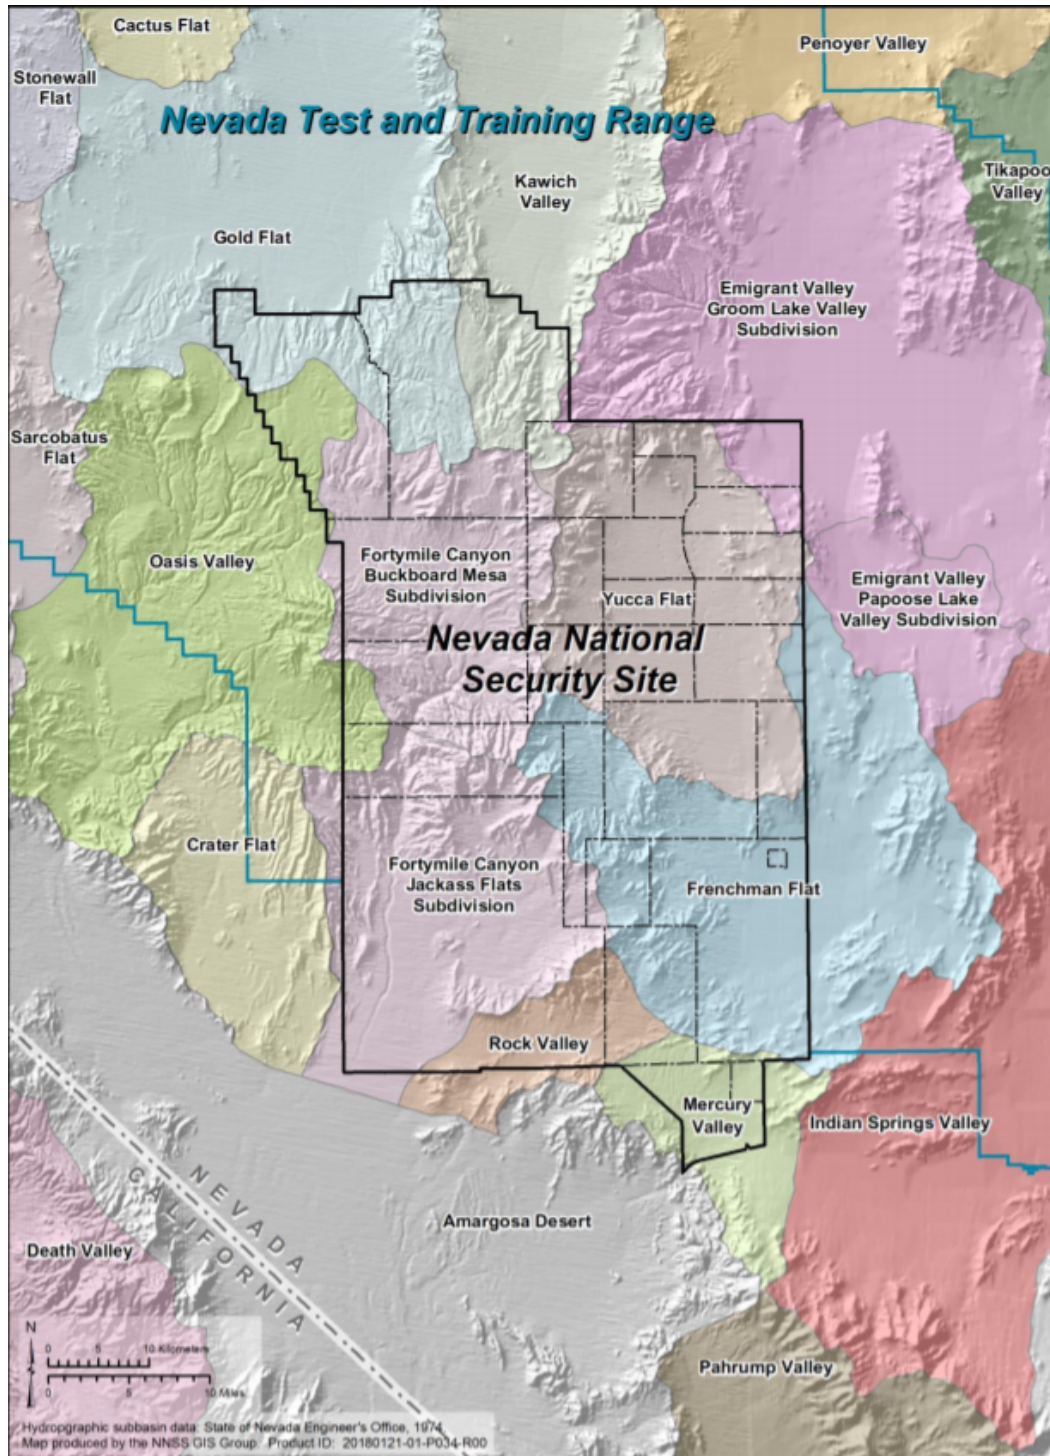 Cactus Flat
Penoyer Valley
Stonewall
Flat
Nevada Test and Training Range
Tikapoo
Valley
Kawich
Valley
Gold Flat
Emigrant Valley
Groom Lake Valley
Subdivision
Sarcobatus
Flat
Oasis Valley
Fortymile Canyon
Buckboard Mesa
Subdivision
Yucca Flat
Emigrant Valley
Papoose Lake
Valley Subdivision
Nevada National
Security Site
Crater Flat
Fortymile Canyon
Jackass Flats
Subdivision
Frenchman Flat
Rock Valley
Mercury
Valley
Indian Springs Valley
Amargosa Desert
NEVADA
CALIFORNIA
Death Valley
Pahrump Valley
N
0 5 10 Kilometers
0 5 10 Miles
Hydropgraphic subbasin data: State of Nevada Engineer's Office, 1974
Map produced by the NNSS GIS Group Product ID: 20180121-01-P034-R00